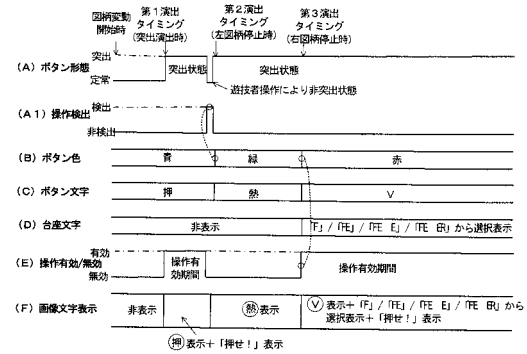 図柄変動
開始時
第１演出
タイミング
(突出演出時)
第２演出
タイミング
(左図柄停止時)
第３演出
タイミング
(右図柄停止時)
（A）ボタン形態
突出
定常
突出状態
突出状態
遊技者操作により非突出状態
（A１）操作検出
検出
非検出
（B）ボタン色
青
緑
赤
（C）ボタン文字
押
熱
V
（D）台座文字
非表示
「F」/「FE」/「FE E」/「FE ER」から選択表示
（E）操作有効/無効
有効
無効
操作有
効期間
操作有効期間
（F）画像文字表示
非表示
熱表示
V表示＋「F」/「FE」/「FE E」/「FE ER」から
選択表示＋「押せ！」表示
押表示＋「押せ！」表示